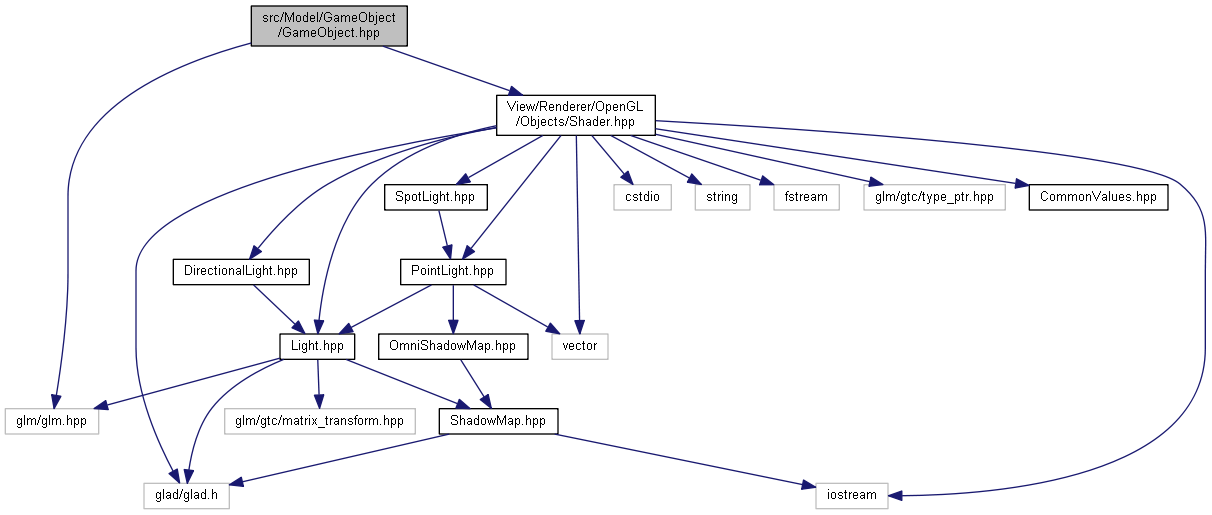 src/Model/GameObject
/GameObject.hpp
View/Renderer/OpenGL
/Objects/Shader.hpp
SpotLight.hpp
cstdio
string
fstream
glm/gtc/type_ptr.hpp
CommonValues.hpp
DirectionalLight.hpp
PointLight.hpp
Light.hpp
OmniShadowMap.hpp
vector
glm/glm.hpp
glm/gtc/matrix_transform.hpp
ShadowMap.hpp
glad/glad.h
iostream